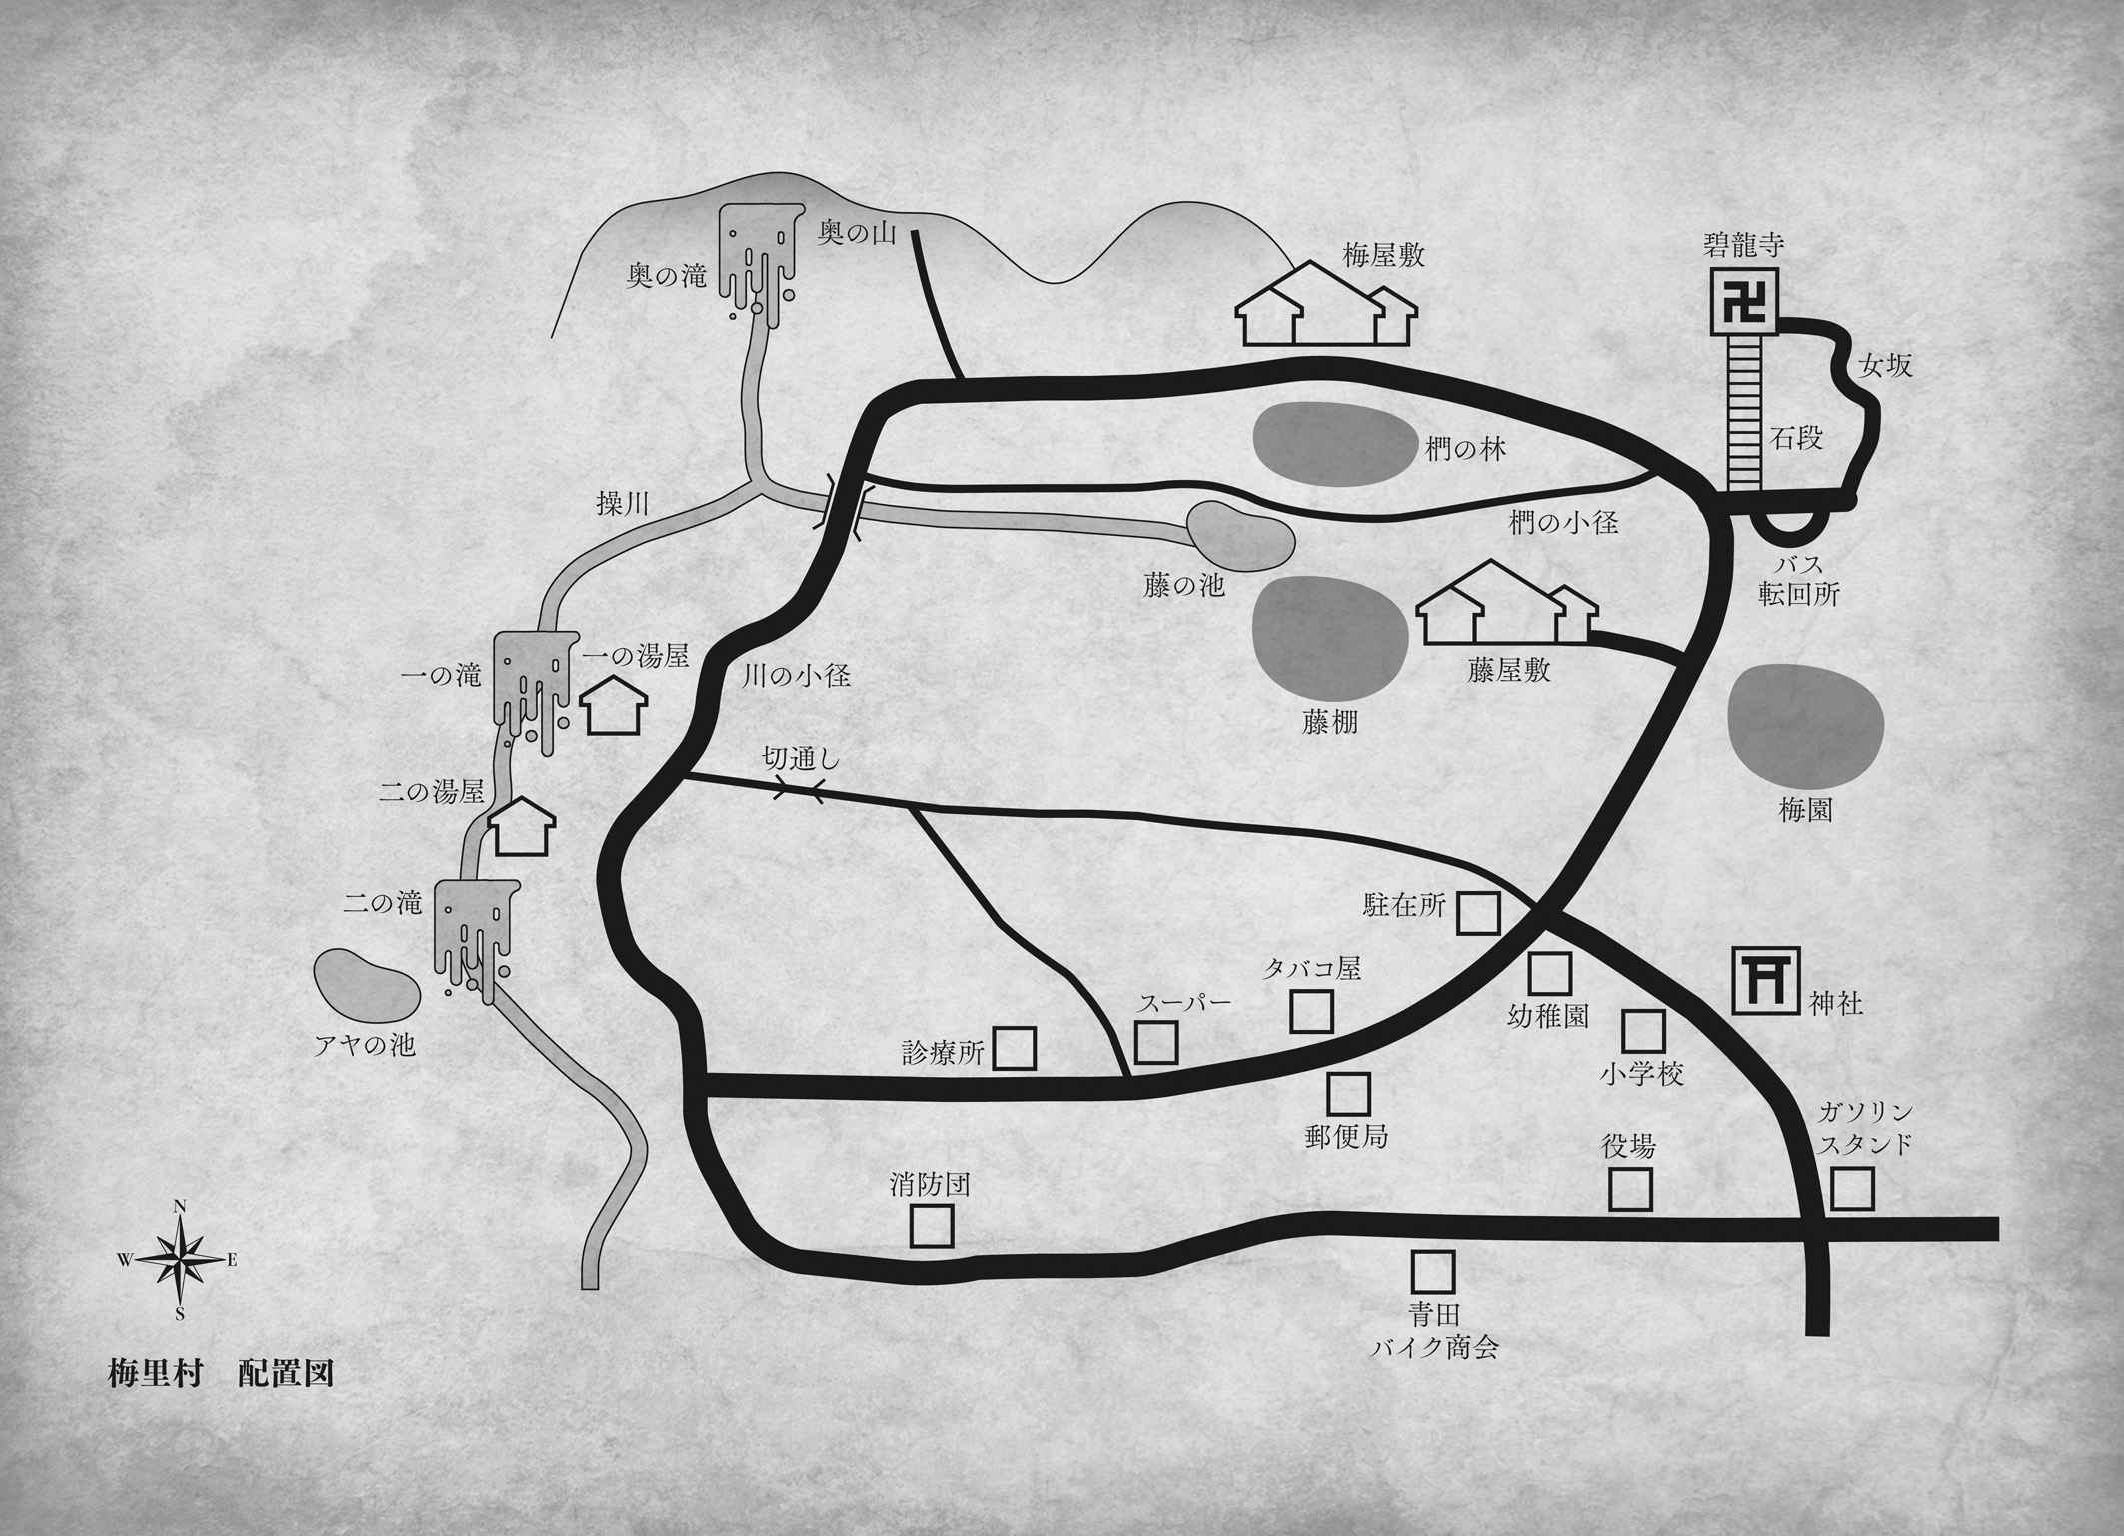 碧龍寺
奥の山
梅屋敷
奥の滝
女坂
石段
椚の林
操川
椚の小径
バス
転回所
藤の池
一の湯屋
一の滝
川の小径
藤屋敷
藤棚
切通し
二の湯屋
梅園
二の滝
駐在所
タバコ屋
スーパー
幼稚園
神社
アヤの池
診療所
小学校
ガソリン
スタンド
郵便局
役場
消防団
N
W
E
S
青田
バイク商会
梅里村 配置図